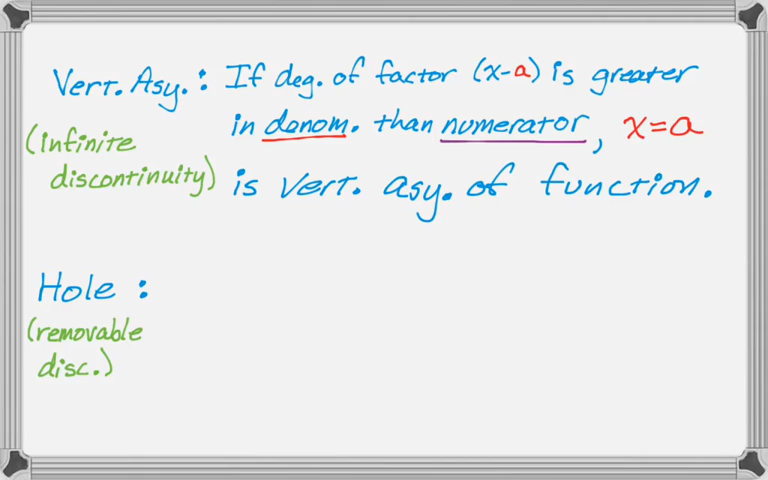 Vert. Asy. : If deg. of factor (x-a) is greater
in denom. than numerator, x=a
(infinite
discontinuity) is vert. asy. of function.
Hole :
(removable
disc.)